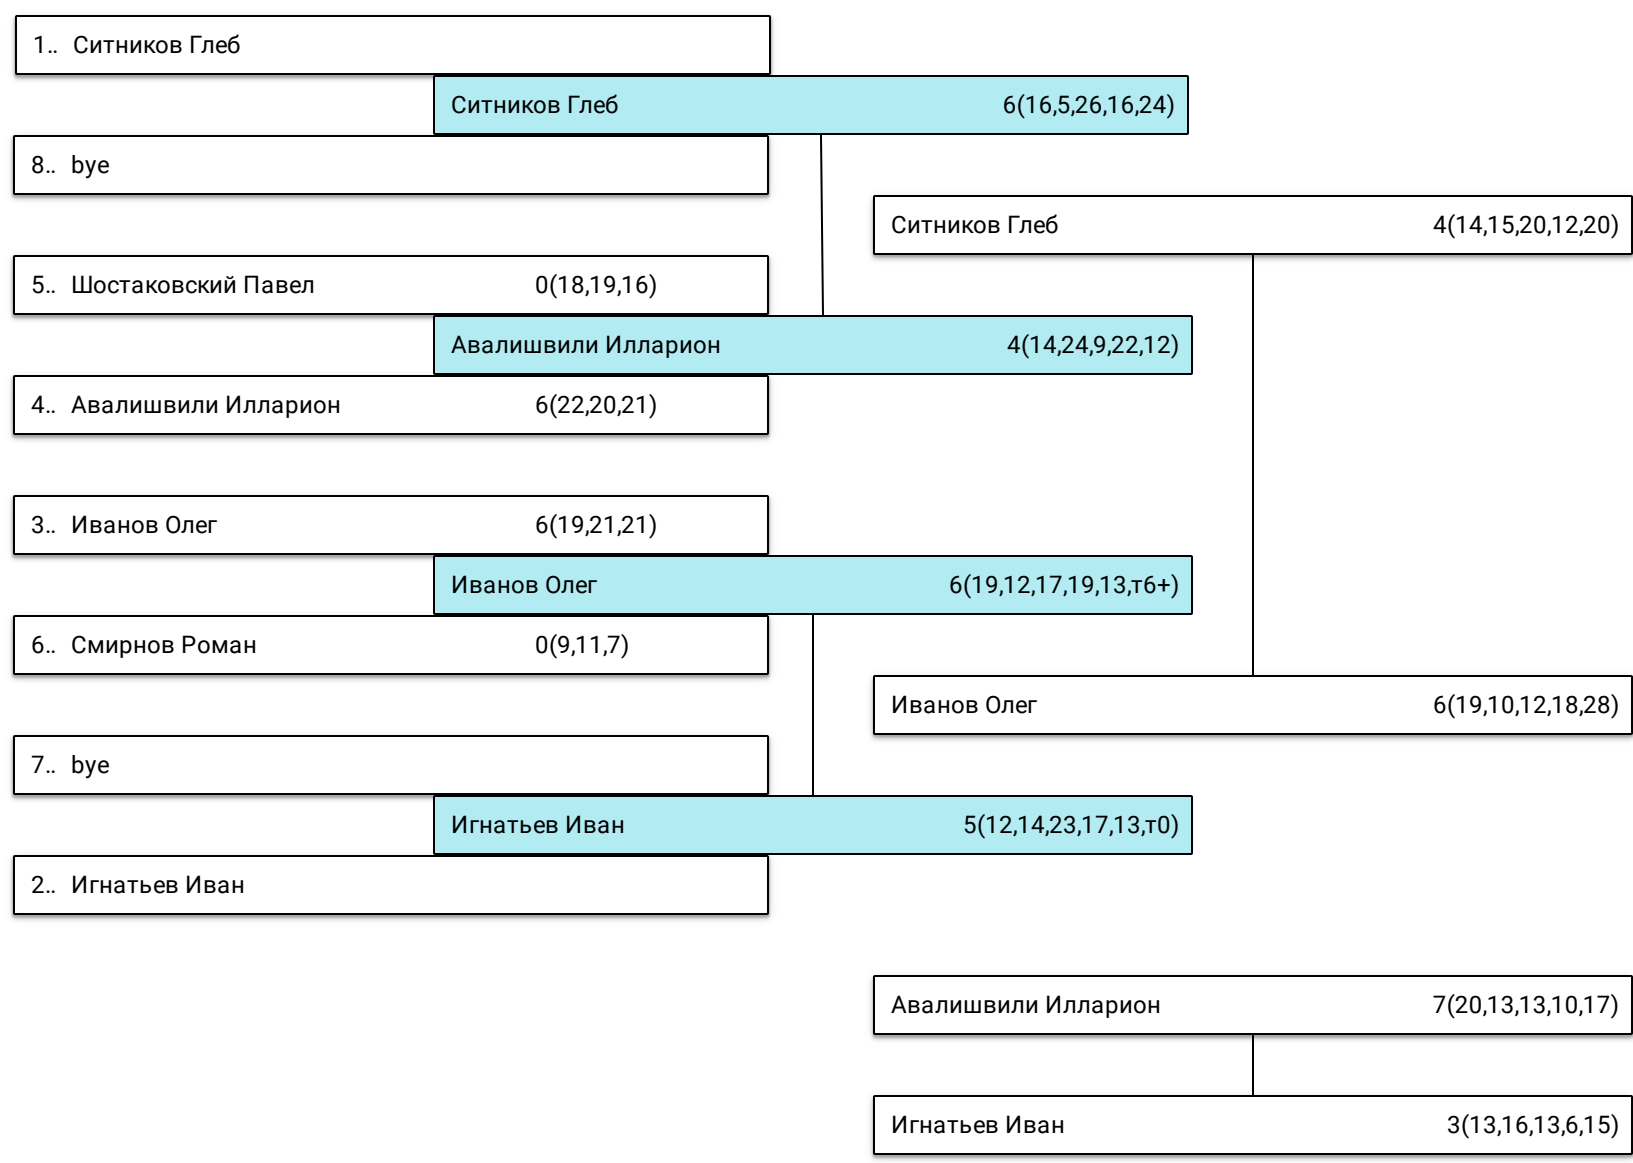 1.. Ситников Глеб
Ситников Глеб 6(16,5,26,16,24)
8.. bye
Ситников Глеб 4(14,15,20,12,20)
5.. Шостаковский Павел 0(18,19,16)
Авалишвили Илларион 4(14,24,9,22,12)
4.. Авалишвили Илларион 6(22,20,21)
3.. Иванов Олег 6(19,21,21)
Иванов Олег 6(19,12,17,19,13,т6+)
6.. Смирнов Роман 0(9,11,7)
Иванов Олег 6(19,10,12,18,28)
7.. bye
Игнатьев Иван 5(12,14,23,17,13,т0)
2.. Игнатьев Иван
Авалишвили Илларион 7(20,13,13,10,17)
Игнатьев Иван 3(13,16,13,6,15)